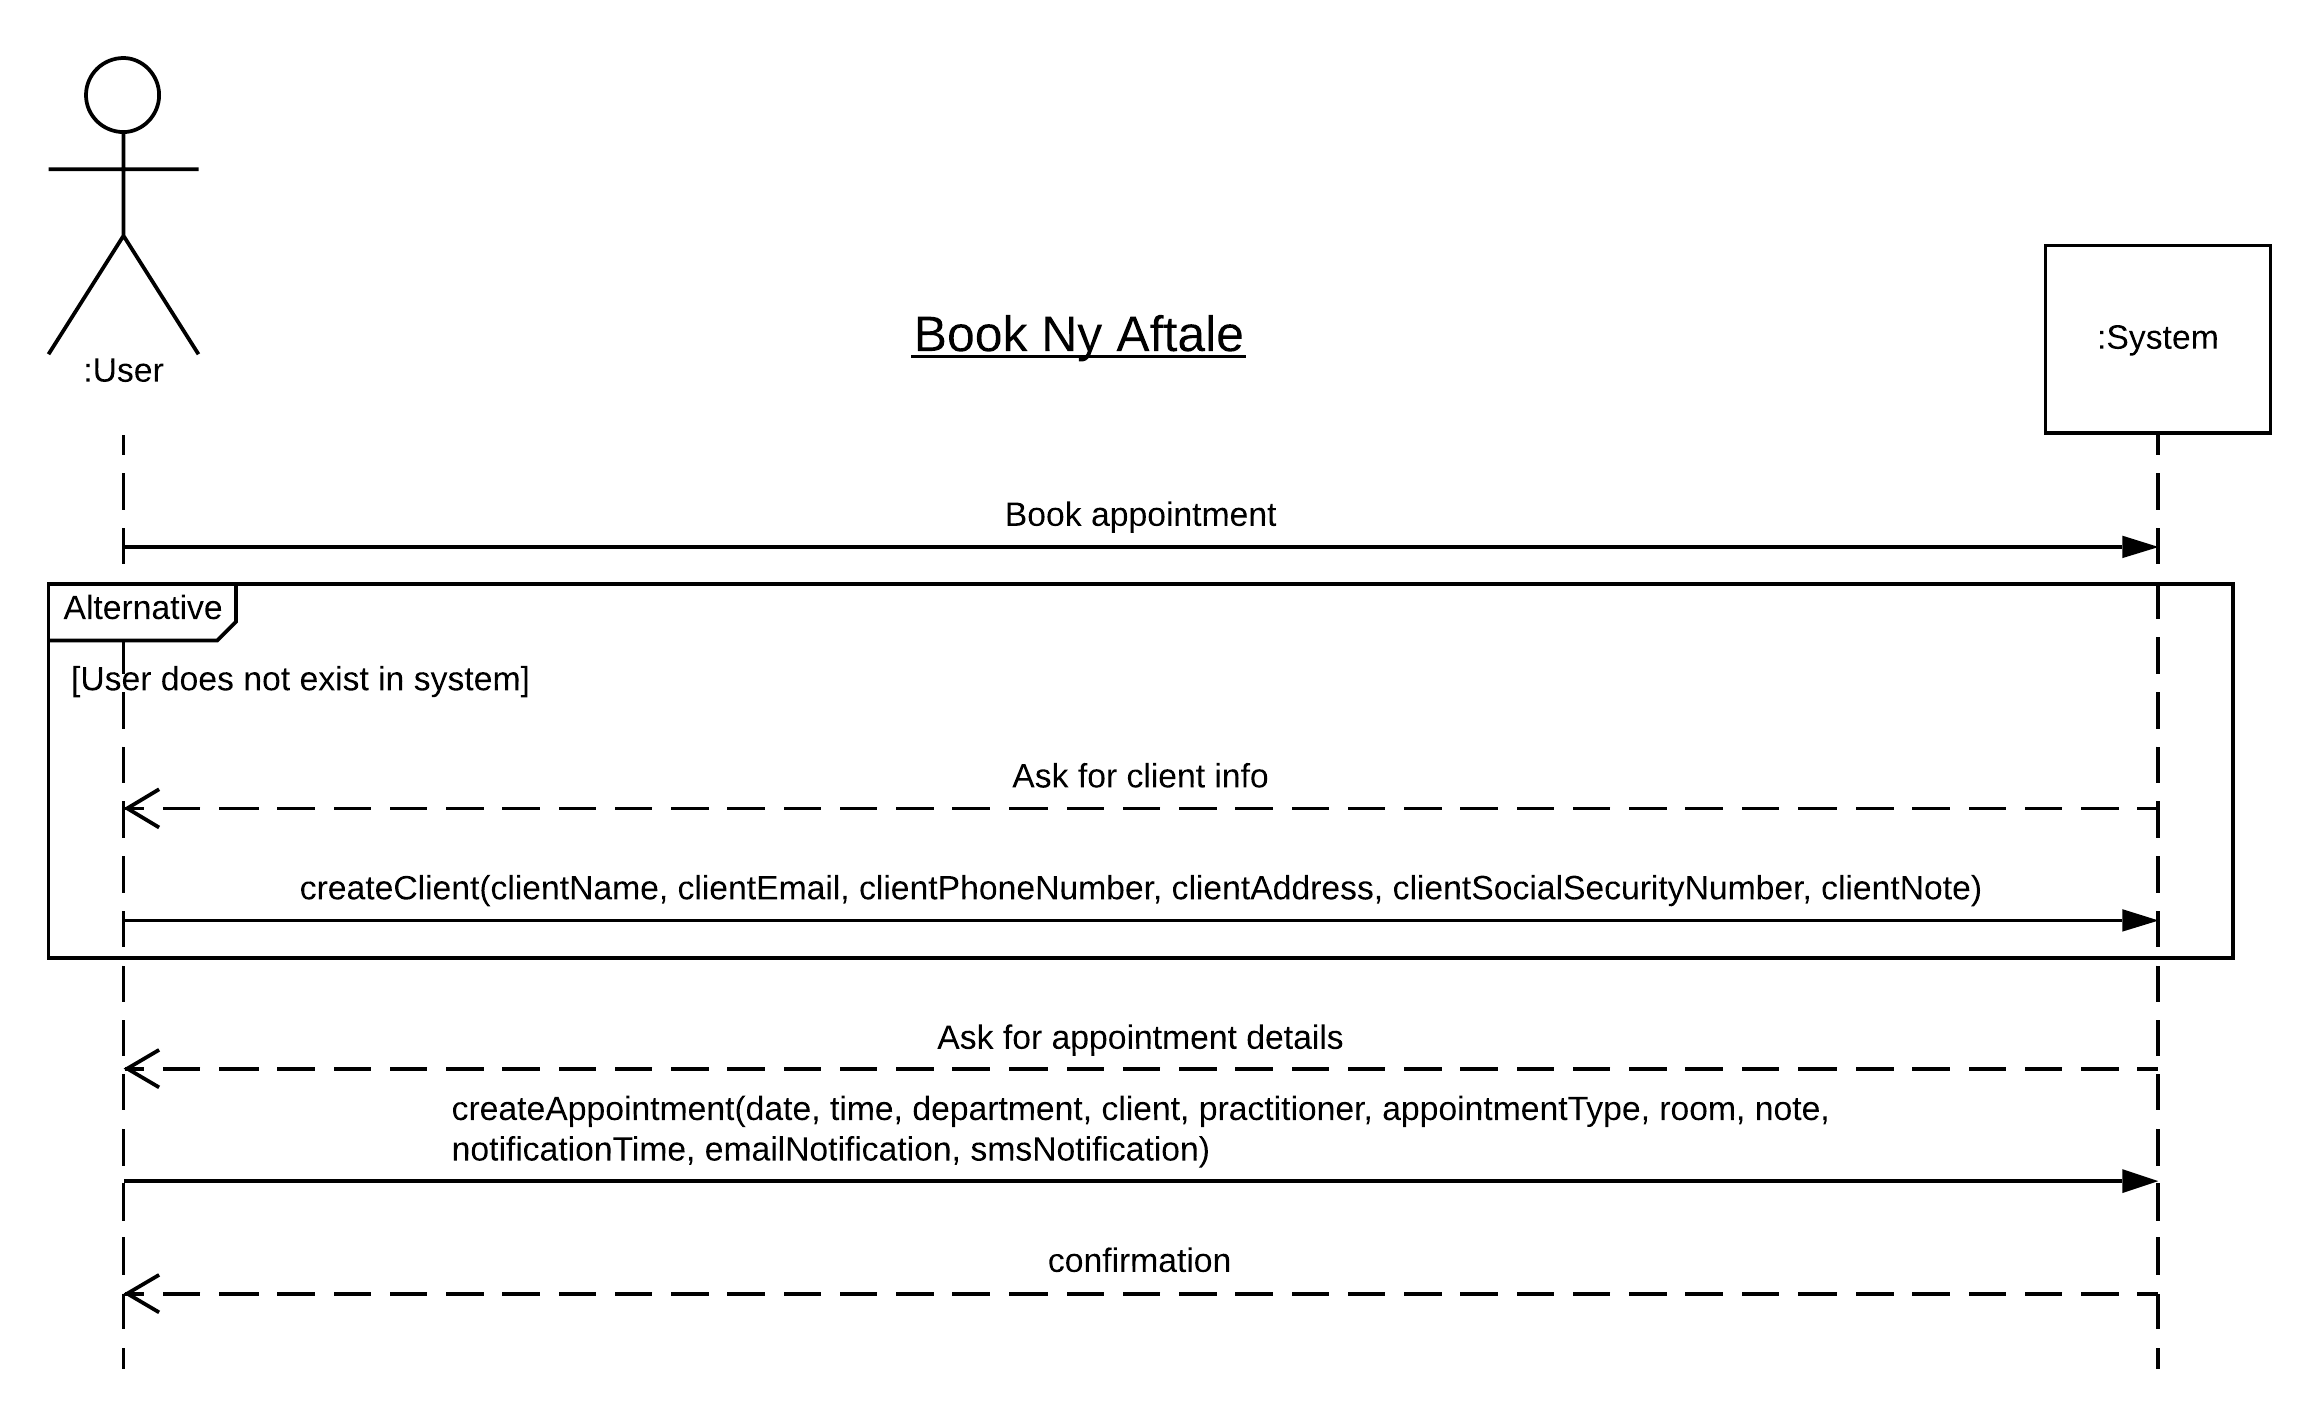 :User
Book Ny Aftale
:System
Book appointment
Alternative
[User does not exist in system]
Ask for client info
createClient(clientName, clientEmail, clientPhoneNumber, clientAddress, clientSocialSecurityNumber, clientNote)
Ask for appointment details
createAppointment(date, time, department, client, practitioner, appointmentType, room, note,
notificationTime, emailNotification, smsNotification)
confirmation